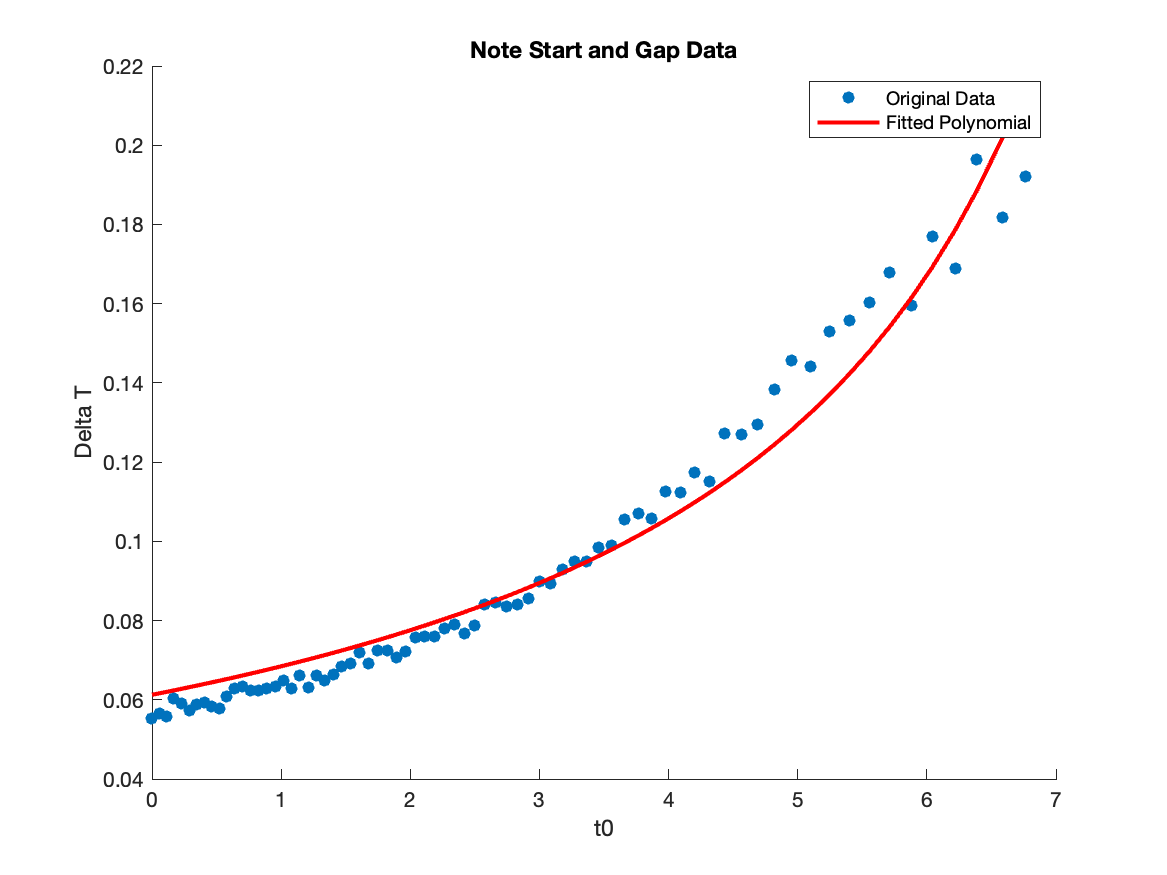 Note Start and Gap Data
0.22
0.2
0.18
0.16
0.14
0.12
0.1
0.08
0.06
0.04
Delta T
Original Data
Fitted Polynomial
0 1 2 3 4 5 6 7
t0